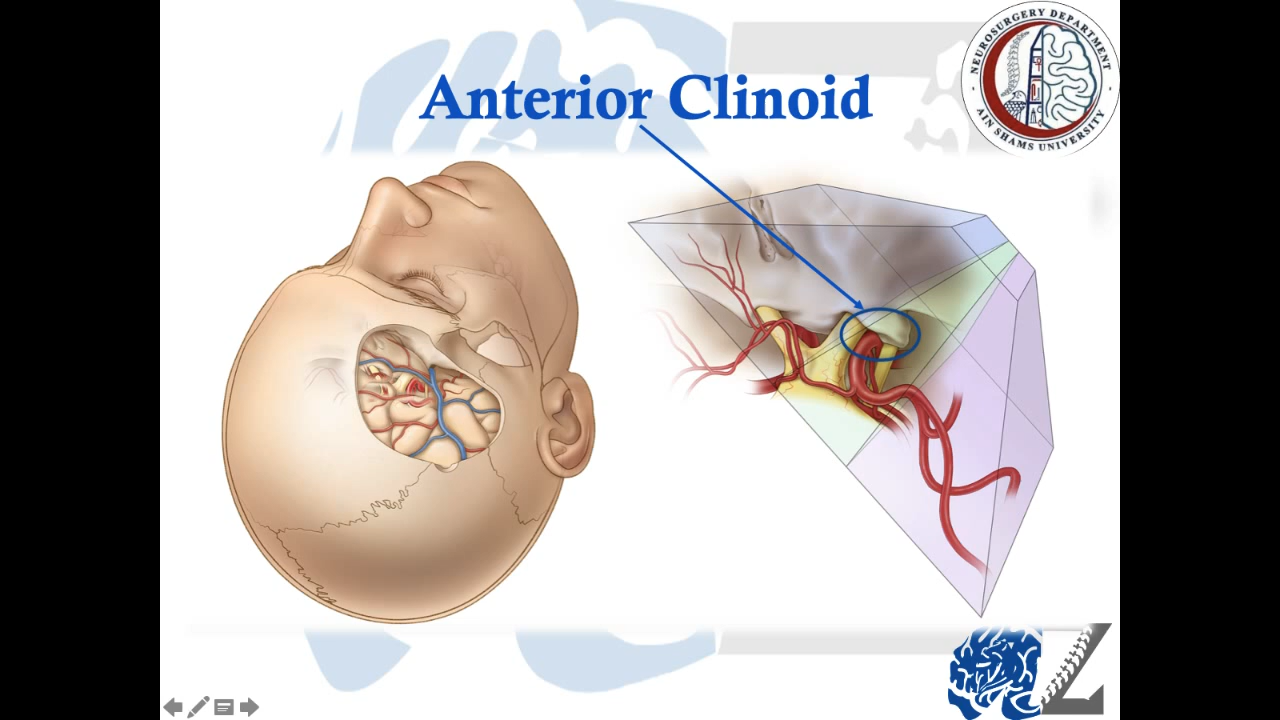 Anterior Clinoid
NEUROSURGERY DEPARTMENT
AIN SHAMS UNIVERSITY
Z